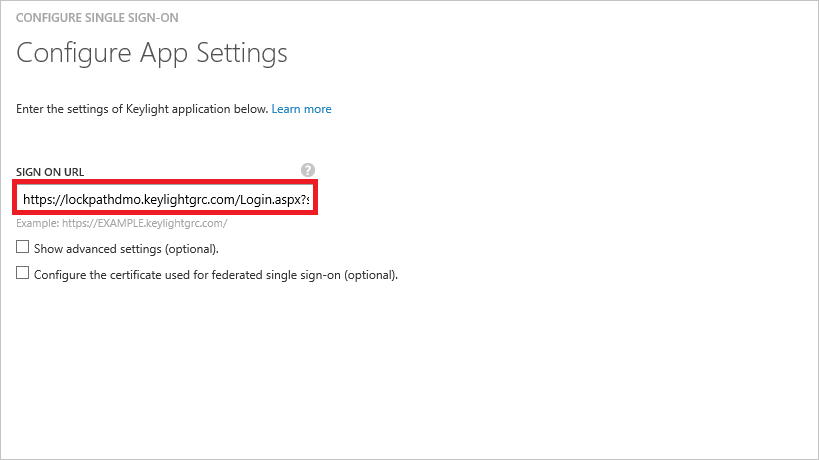 CONFIGURE SINGLE SIGN-ON
Configure App Settings
Enter the settings of Keylight application below. Learn more
SIGN ON URL ?
https://lockpathdmo.keylightgrc.com/Login.aspx?s
Example: https://EXAMPLE.keylightgrc.com/
Show advanced settings (optional).
Configure the certificate used for federated single sign-on (optional).